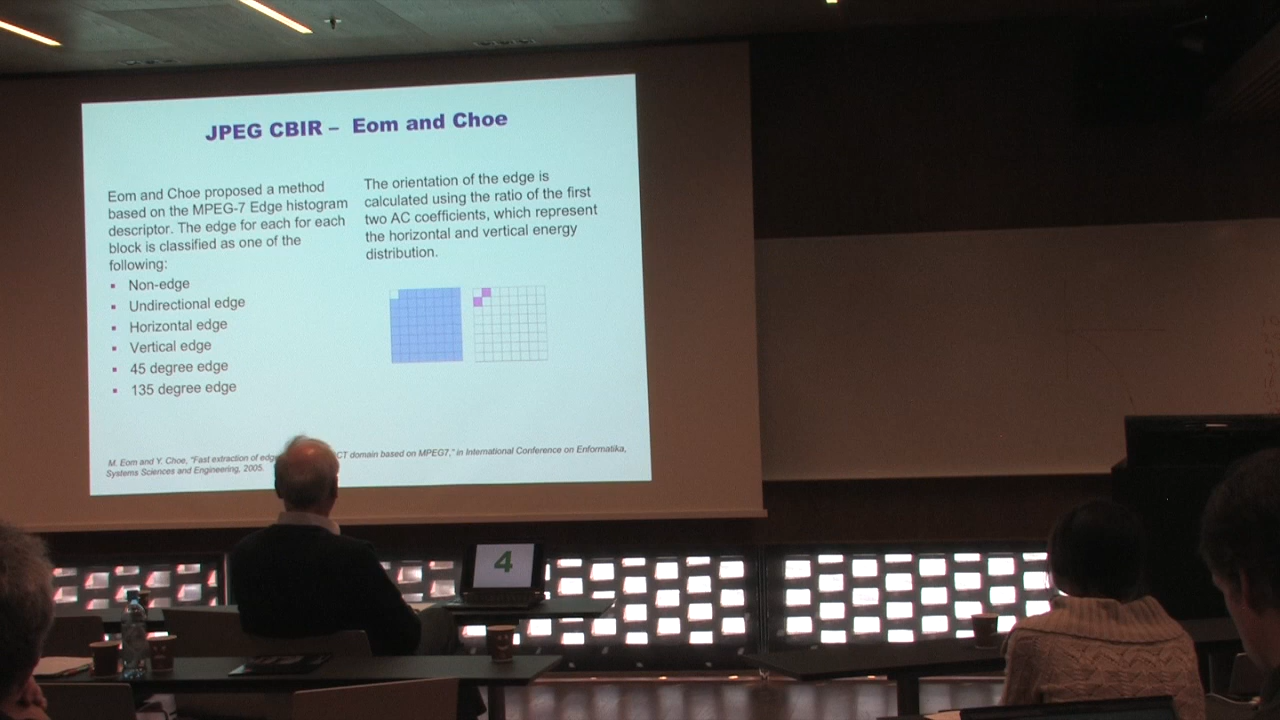 JPEG CBIR – Eom and Choe
Eom and Choe proposed a method
based on the MPEG-7 Edge histogram
descriptor. The edge for each for each
block is classified as one of the
following:
▪ Non-edge
▪ Undirectional edge
▪ Horizontal edge
▪ Vertical edge
▪ 45 degree edge
▪ 135 degree edge
The orientation of the edge is
calculated using the ratio of the first
two AC coefficients, which represent
the horizontal and vertical energy
distribution.
M. Eom and Y. Choe, "Fast extraction of CT domain based on MPEG7," in International Conference on Enformatika,
Systems Sciences and Engineering, 2005.
4